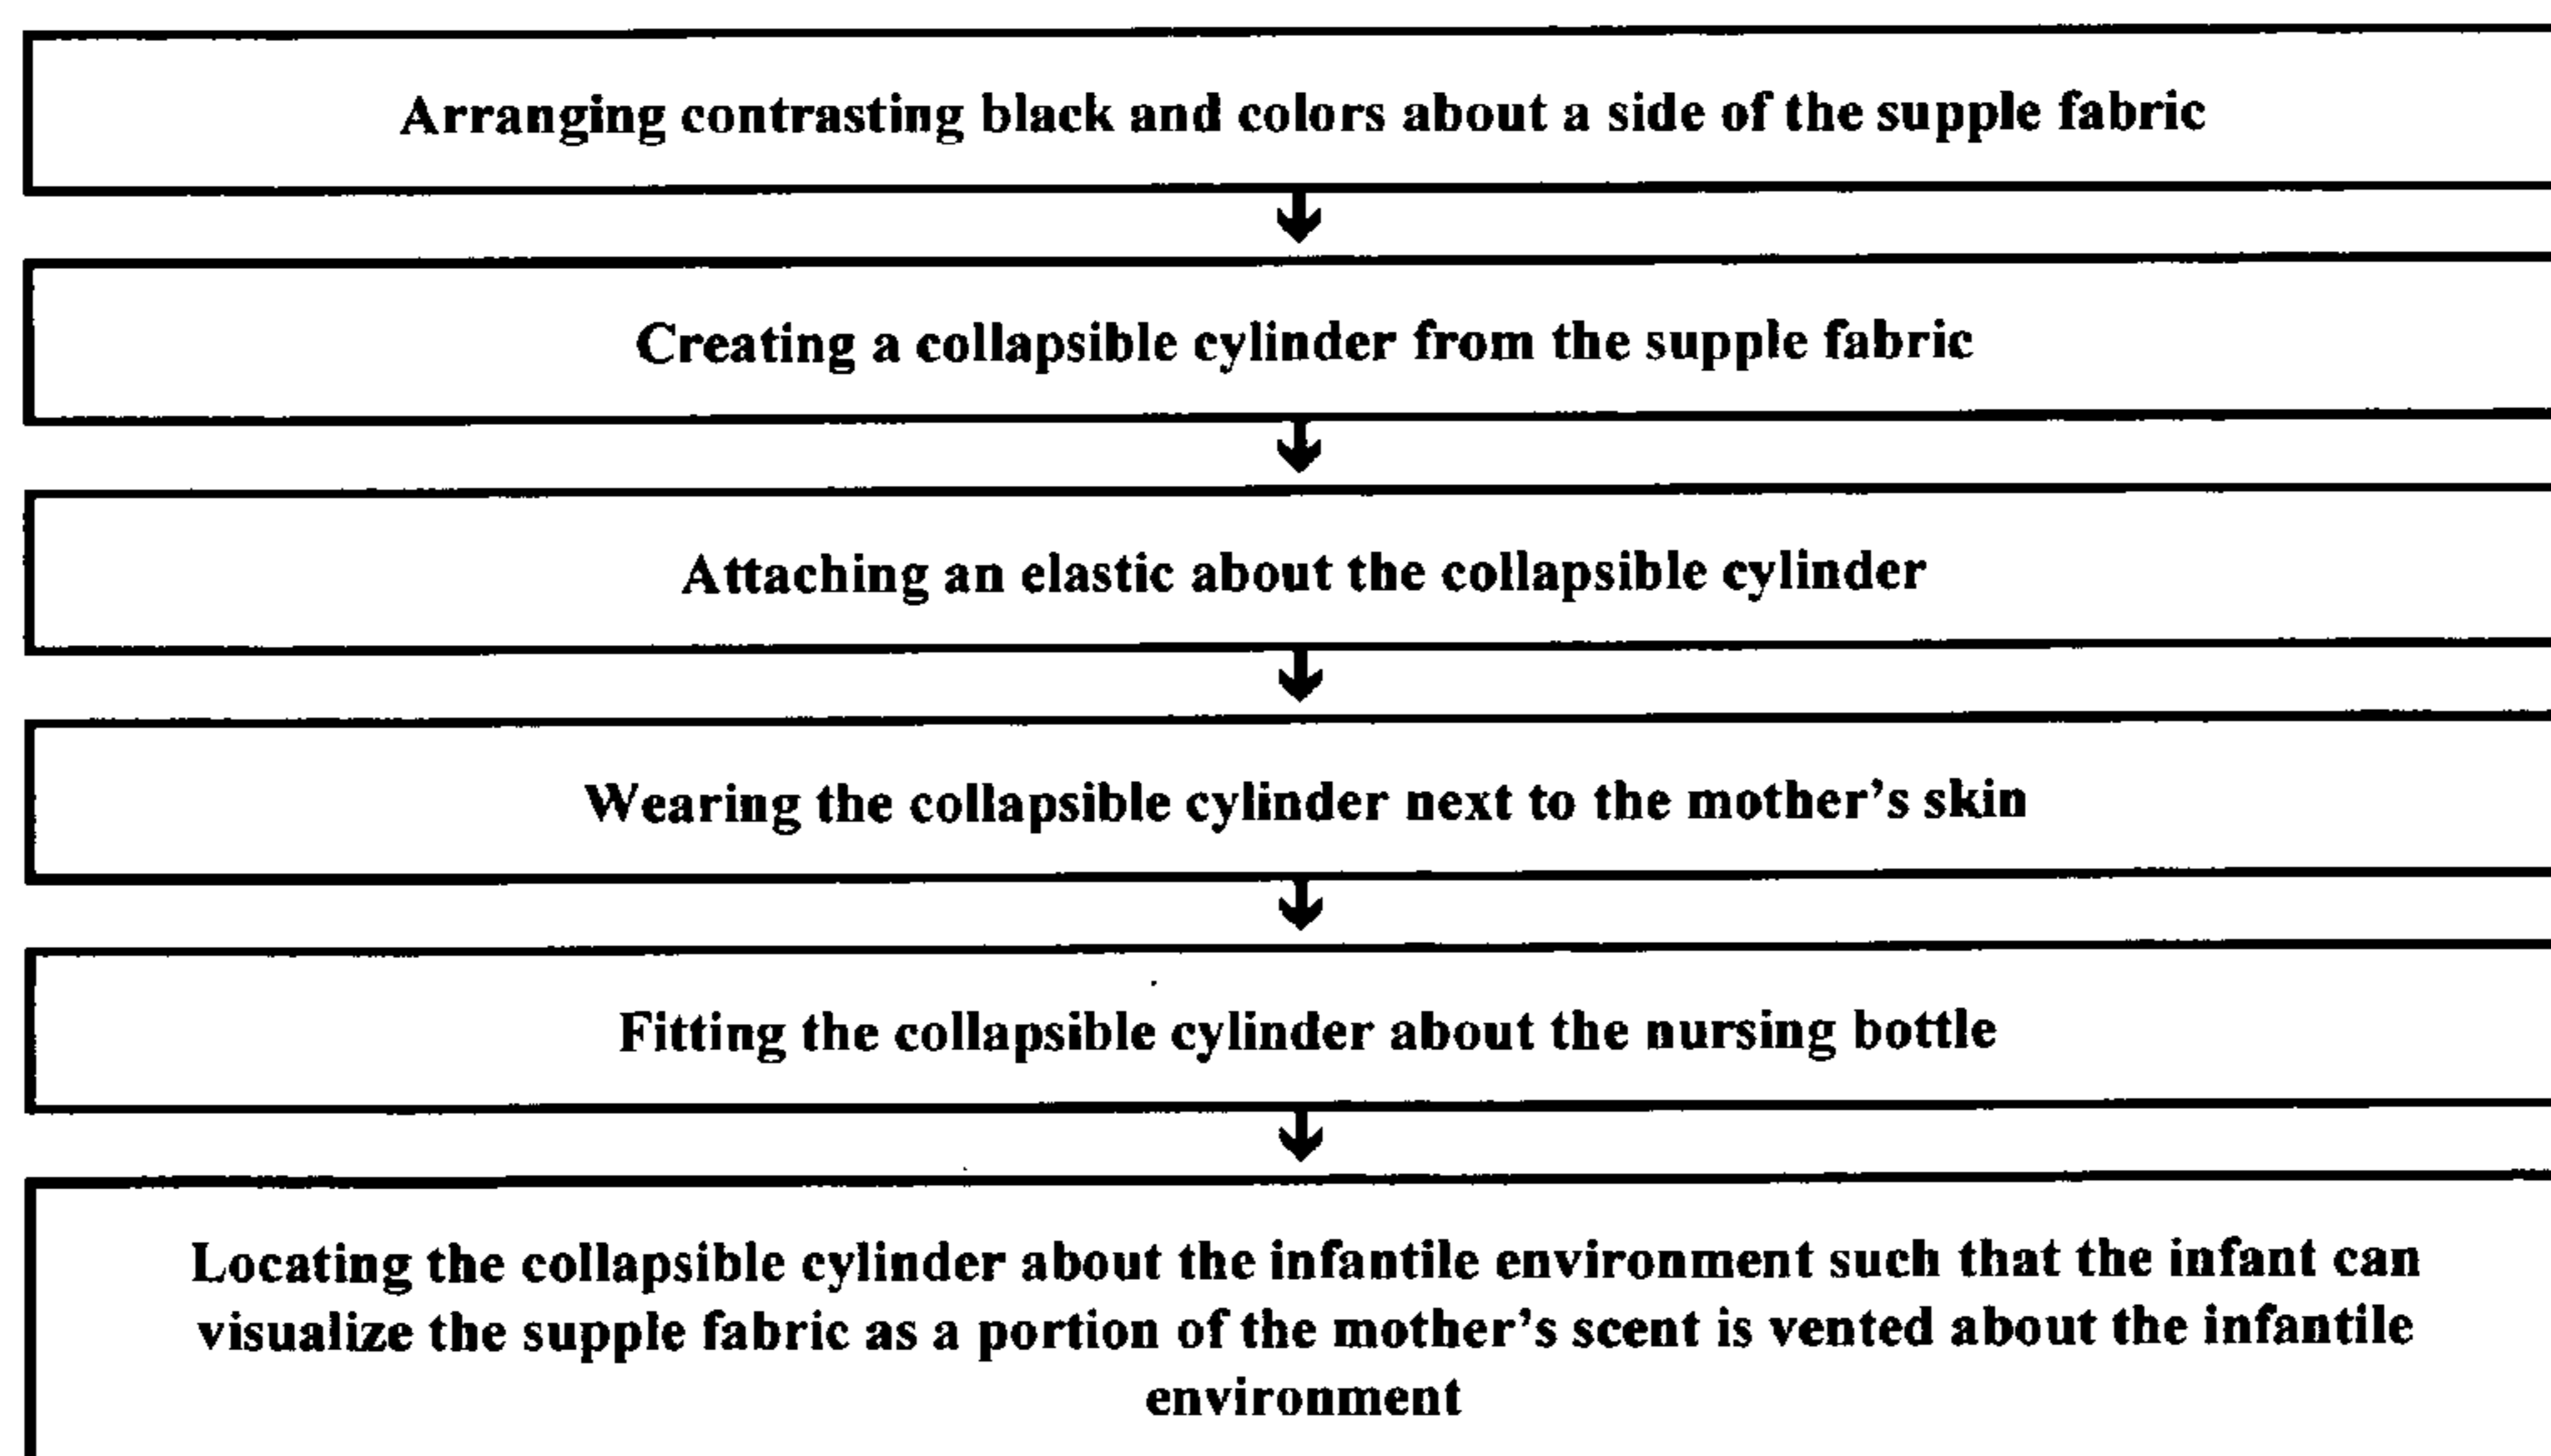 Arranging contrasting black and colors about a side of the supple fabric
Creating a collapsible cylinder from the supple fabric
Attaching an elastic about the collapsible cylinder
Wearing the collapsible cylinder next to the mother’s skin
Fitting the collapsible cylinder about the nursing bottle
Locating the collapsible cylinder about the infantile environment such that the infant can
visualize the supple fabric as a portion of the mother’s scent is vented about the infantile
environment